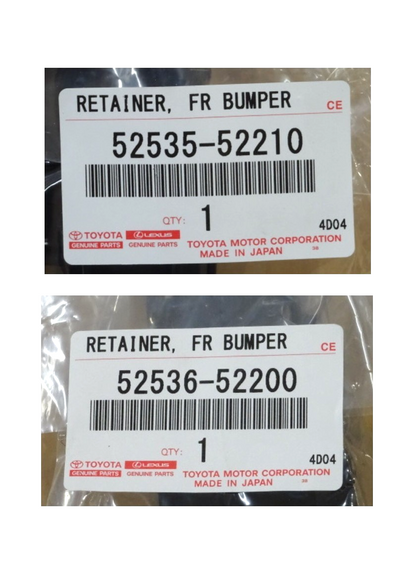 RETAINER, FR BUMPER
CE
52535-52210
QTY: 1
4D04
TOYOTA LEXUS
GENUINE PARTS GENUINE PARTS
TOYOTA MOTOR CORPORATION
MADE IN JAPAN 36
RETAINER, FR BUMPER
CE
52536-52200
QTY: 1
4D04
TOYOTA LEXUS
GENUINE PARTS GENUINE PARTS
TOYOTA MOTOR CORPORATION
MADE IN JAPAN 36